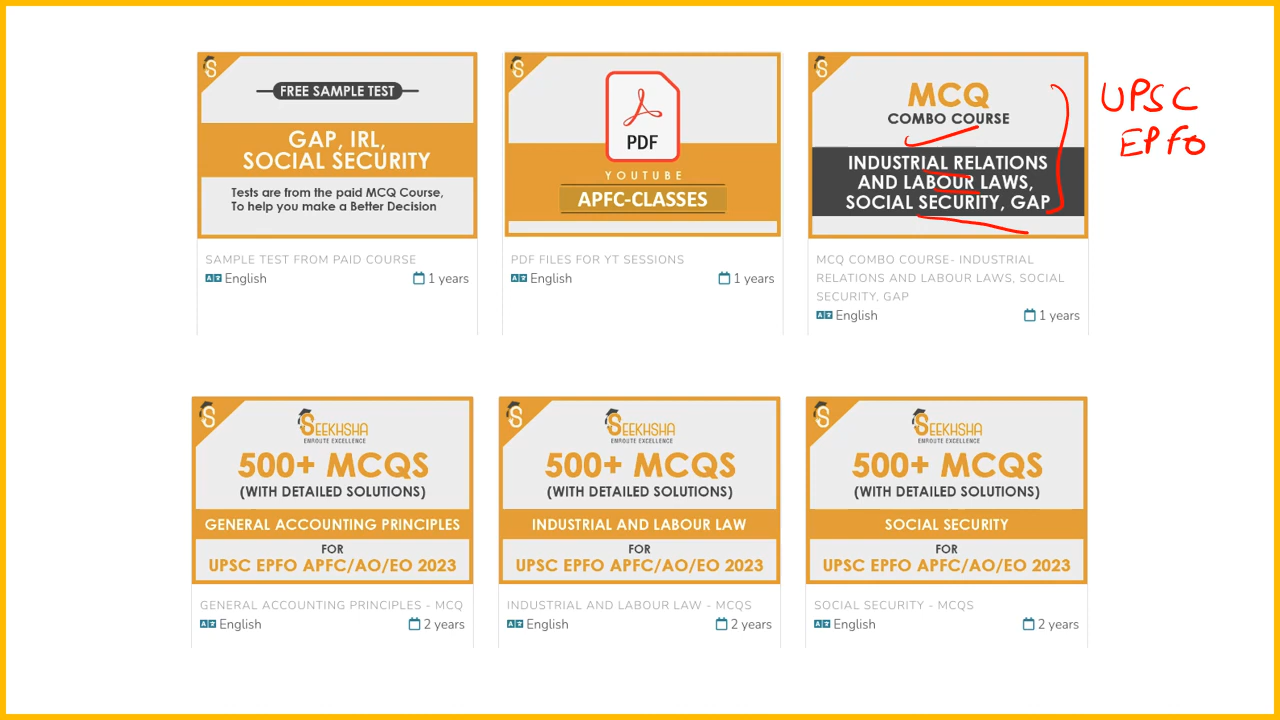 FREE SAMPLE TEST
GAP, IRL,
SOCIAL SECURITY
Tests are from the paid MCQ Course,
To help you make a Better Decision
SAMPLE TEST FROM PAID COURSE
English
1 years
PDF
YOUTUBE
APFC-CLASSES
PDF FILES FOR YT SESSIONS
English
1 years
MCQ
COMBO COURSE
INDUSTRIAL RELATIONS
AND LABOUR LAWS,
SOCIAL SECURITY, GAP
MCQ COMBO COURSE- INDUSTRIAL
RELATIONS AND LABOUR LAWS, SOCIAL
SECURITY, GAP
English
1 years
UPSC
EPFO
SEEKHSHA
ENROUTE EXCELLENCE
500+ MCQS
(WITH DETAILED SOLUTIONS)
GENERAL ACCOUNTING PRINCIPLES
FOR
UPSC EPFO APFC/AO/EO 2023
GENERAL ACCOUNTING PRINCIPLES - MCQ
English
2 years
SEEKHSHA
ENROUTE EXCELLENCE
500+ MCQS
(WITH DETAILED SOLUTIONS)
INDUSTRIAL AND LABOUR LAW
FOR
UPSC EPFO APFC/AO/EO 2023
INDUSTRIAL AND LABOUR LAW - MCQS
English
2 years
SEEKHSHA
ENROUTE EXCELLENCE
500+ MCQS
(WITH DETAILED SOLUTIONS)
SOCIAL SECURITY
FOR
UPSC EPFO APFC/AO/EO 2023
SOCIAL SECURITY - MCQS
English
2 years